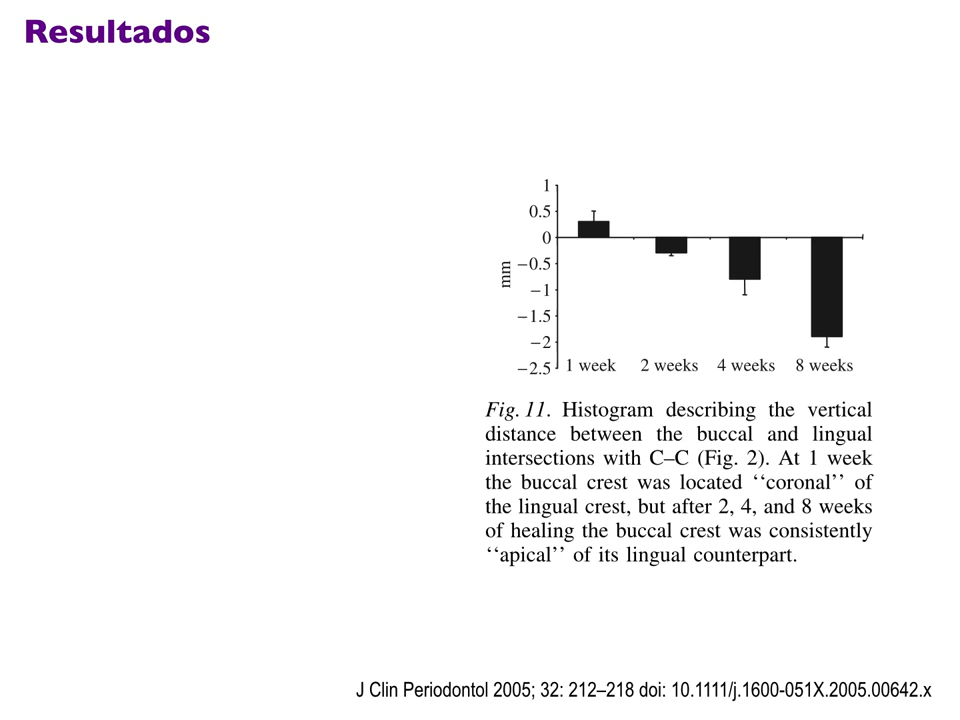 Resultados
1
0.5
0
−0.5
−1
−1.5
−2
−2.5
mm
1 week 2 weeks 4 weeks 8 weeks
Fig. 11. Histogram describing the vertical
distance between the buccal and lingual
intersections with C–C (Fig. 2). At 1 week
the buccal crest was located ‘‘coronal’’ of
the lingual crest, but after 2, 4, and 8 weeks
of healing the buccal crest was consistently
‘‘apical’’ of its lingual counterpart.
J Clin Periodontol 2005; 32: 212–218 doi: 10.1111/j.1600-051X.2005.00642.x